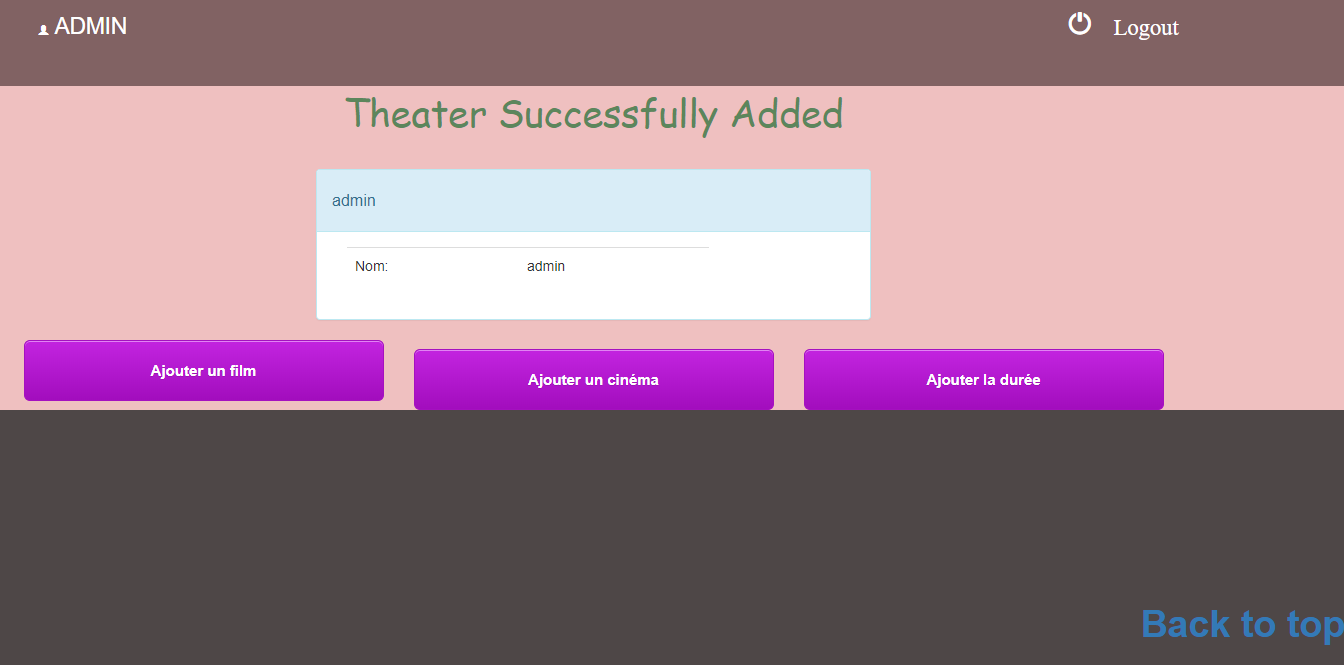 ADMIN
Logout
Theater Successfully Added
admin
Nom: admin
Ajouter un film
Ajouter un cinéma
Ajouter la durée
Back to top